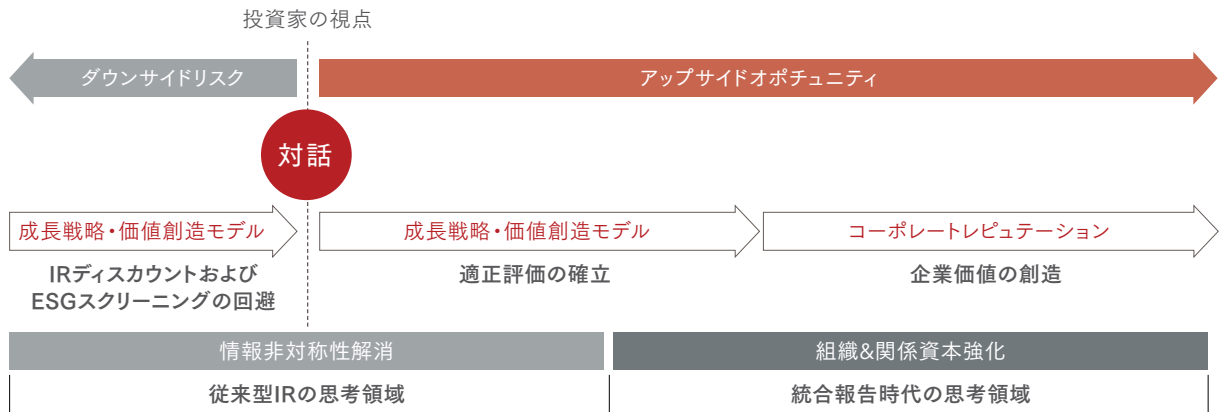 投資家の視点
ダウンサイドリスク
アップサイドオポチュニティ
対話
成長戦略・価値創造モデル
成長戦略・価値創造モデル
コーポレートレピュテーション
IRディスカウントおよび
ESGスクリーニングの回避
適正評価の確立
企業価値の創造
情報非対称性解消
組織&関係資本強化
従来型IRの思考領域
統合報告時代の思考領域